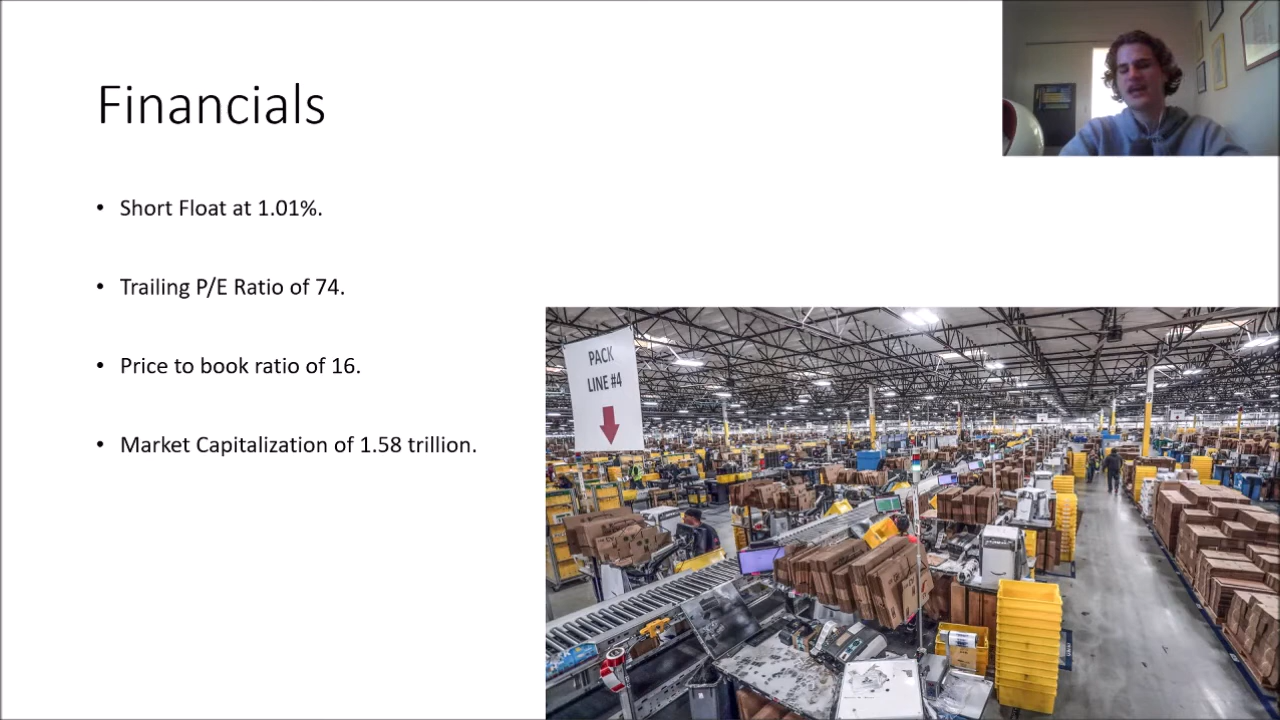 Financials
• Short Float at 1.01%.
• Trailing P/E Ratio of 74.
• Price to book ratio of 16.
• Market Capitalization of 1.58 trillion.
PACK
LINE #4